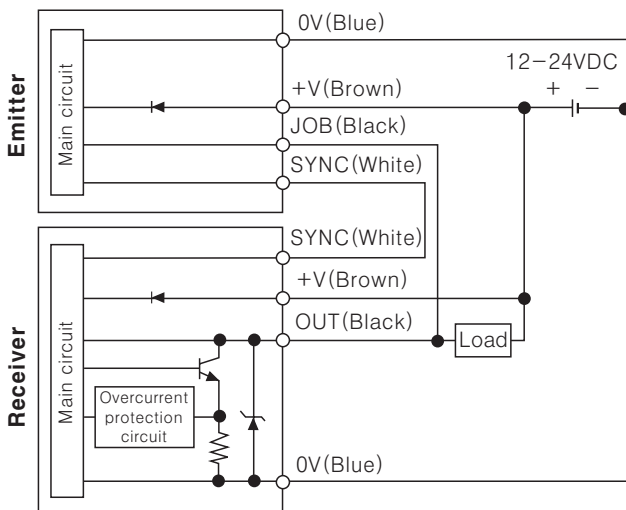 Emitter
Main circuit
0V(Blue)
12-24VDC
+ -
+V(Brown)
JOB(Black)
SYNC(White)
Receiver
Main circuit
SYNC(White)
+V(Brown)
OUT(Black)
Load
Overcurrent
protection
circuit
0V(Blue)